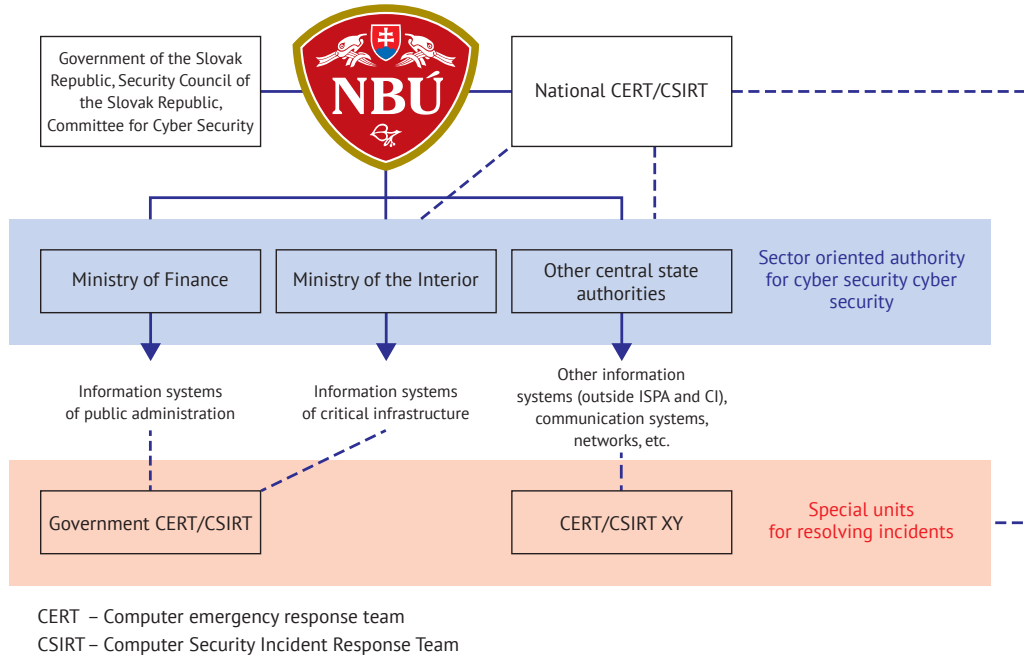 Government of the Slovak
Republic, Security Council of
the Slovak Republic,
Committee for Cyber Security
NBÚ
National CERT/CSIRT
Ministry of Finance
Ministry of the Interior
Other central state
authorities
Sector oriented authority
for cyber security cyber
security
Information systems
of public administration
Information systems
of critical infrastructure
Other information
systems (outside ISPA and CI),
communication systems,
networks, etc.
Government CERT/CSIRT
CERT/CSIRT XY
Special units
for resolving incidents
CERT – Computer emergency response team
CSIRT – Computer Security Incident Response Team